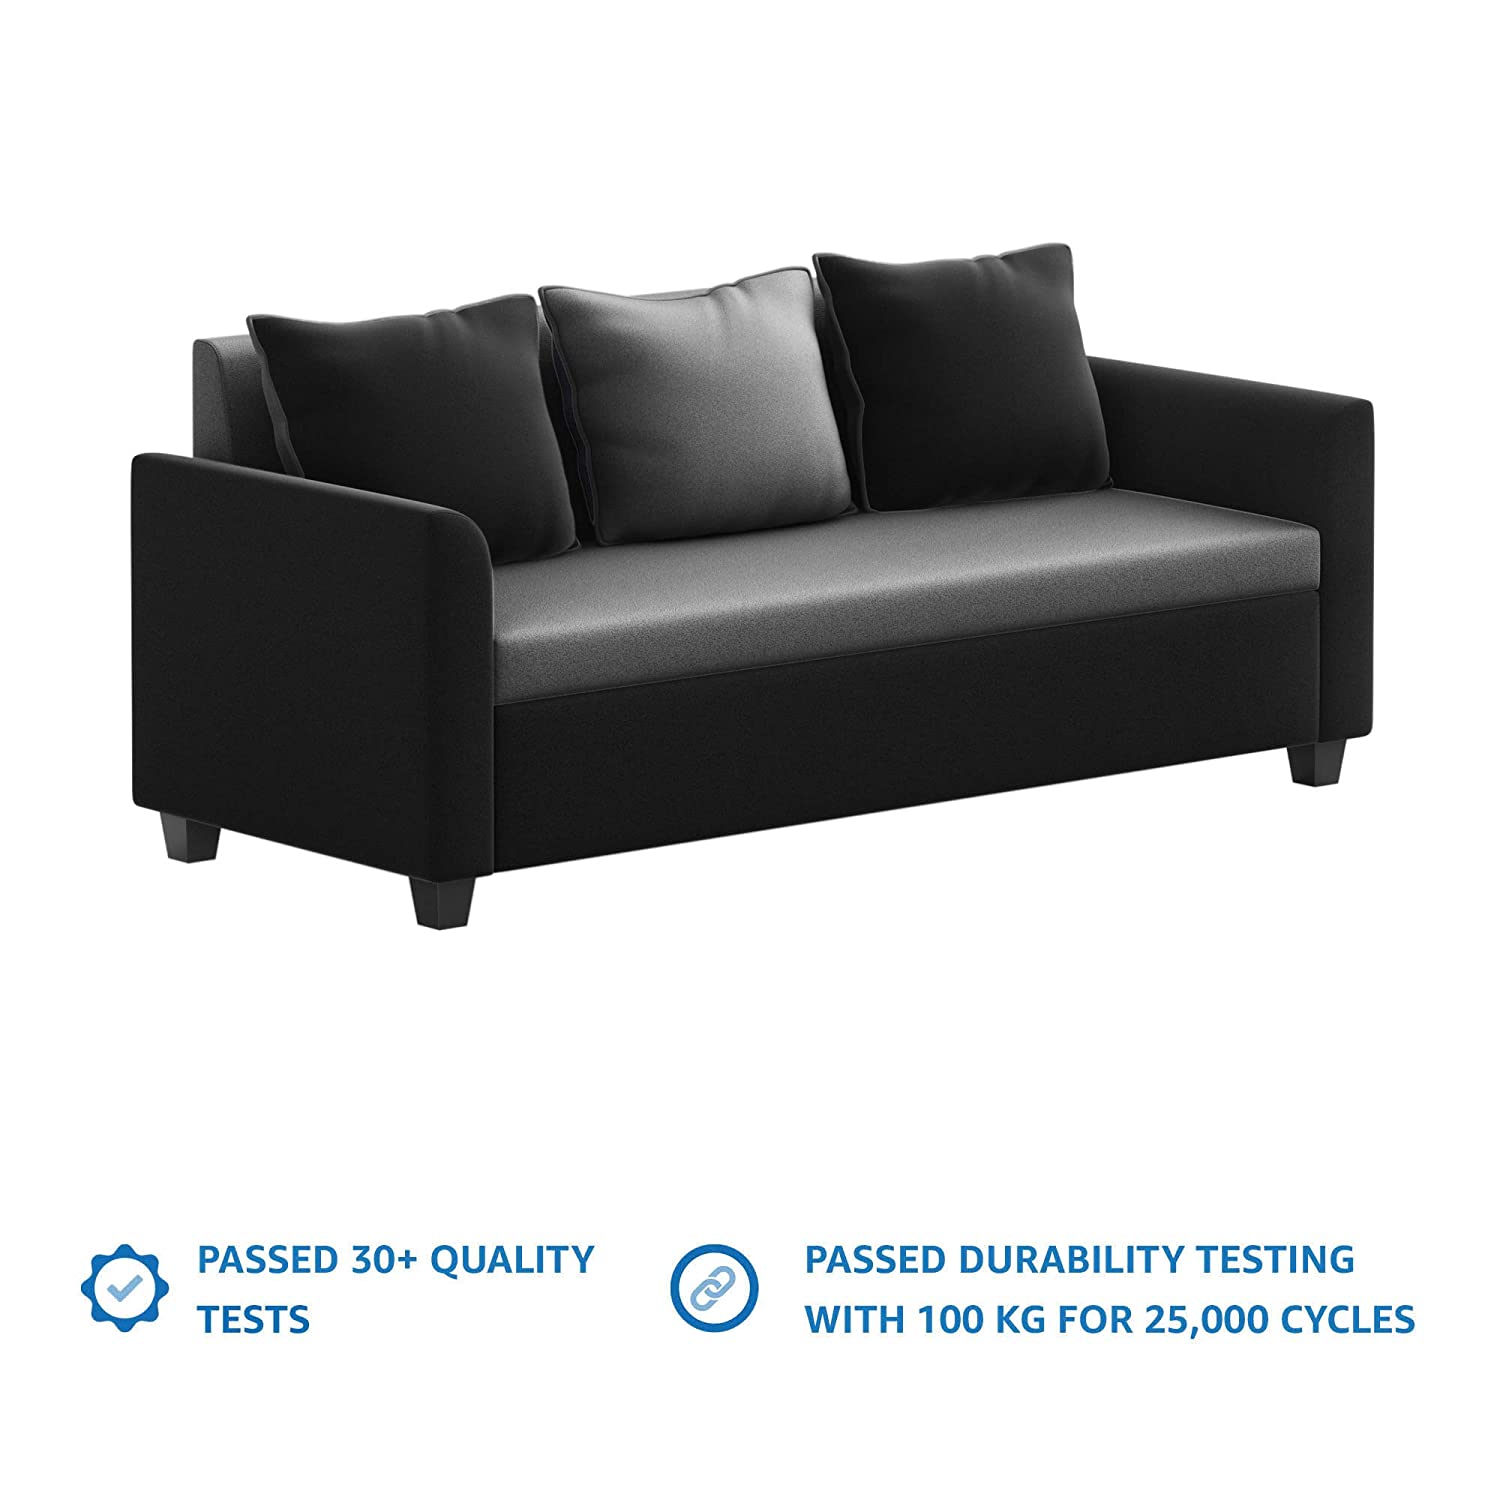 PASSED 30+ QUALITY
TESTS
PASSED DURABILITY TESTING
WITH 100 KG FOR 25,000 CYCLES